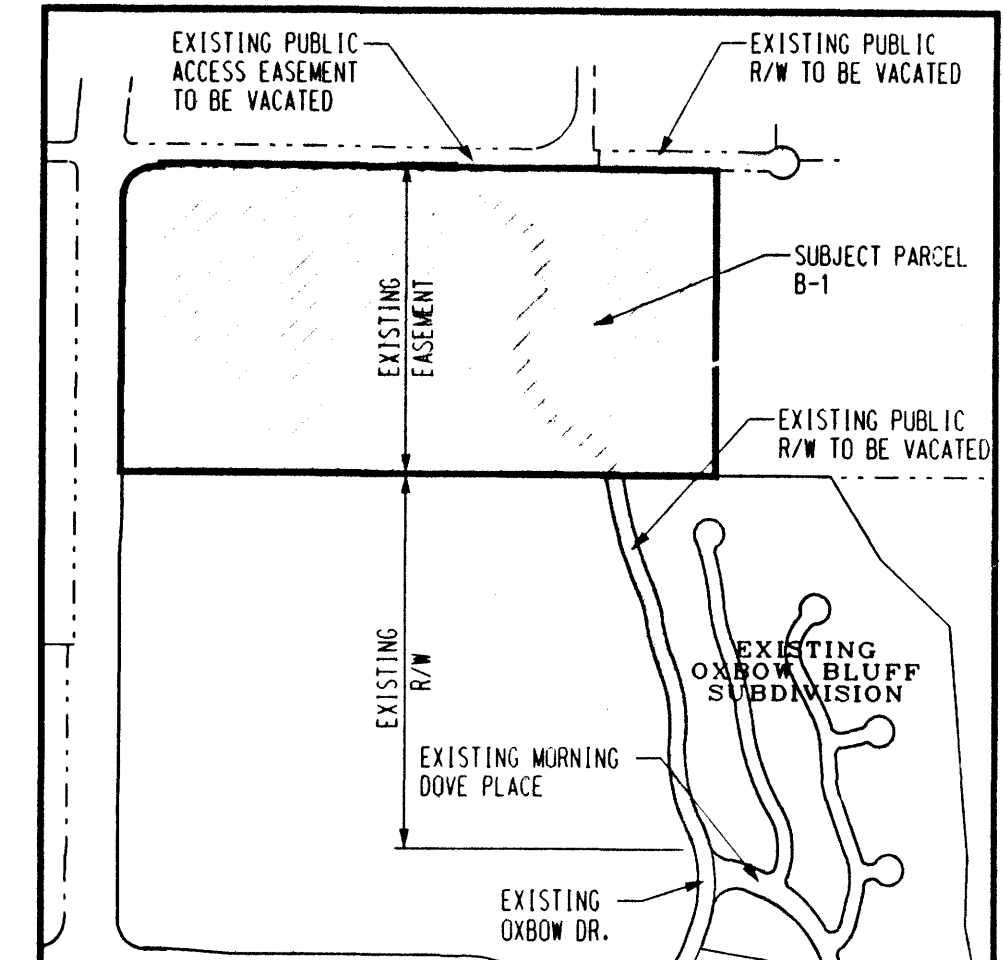 EXISTING PUBLIC
ACCESS EASEMENT
TO BE VACATED
EXISTING PUBLIC
R/W TO BE VACATED
SUBJECT PARCEL
B-1
EXISTING
EASEMENT
EXISTING PUBLIC
R/W TO BE VACATED
EXISTING
R/W
EXISTING
OXBOW BLUFF
SUBDIVISION
EXISTING MORNING
DOVE PLACE
EXISTING
OXBOW DR.